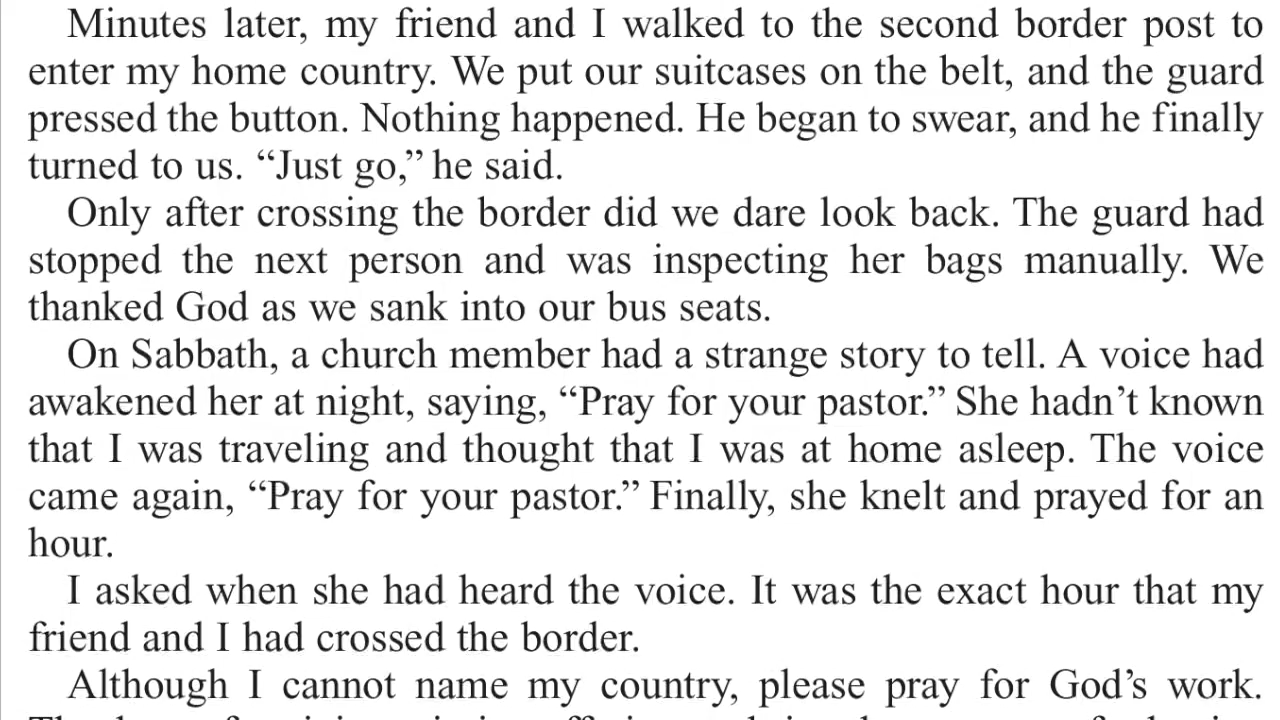 Minutes later, my friend and I walked to the second border post to
enter my home country. We put our suitcases on the belt, and the guard
pressed the button. Nothing happened. He began to swear, and he finally
turned to us. “Just go,” he said.
Only after crossing the border did we dare look back. The guard had
stopped the next person and was inspecting her bags manually. We
thanked God as we sank into our bus seats.
On Sabbath, a church member had a strange story to tell. A voice had
awakened her at night, saying, “Pray for your pastor.” She hadn’t known
that I was traveling and thought that I was at home asleep. The voice
came again, “Pray for your pastor.” Finally, she knelt and prayed for an
hour.
I asked when she had heard the voice. It was the exact hour that my
friend and I had crossed the border.
Although I cannot name my country, please pray for God’s work.